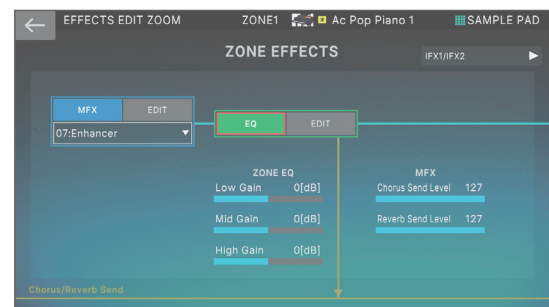 EFFECTS EDIT ZOOM ZONE1 Ac Pop Piano 1 SAMPLE PAD
ZONE EFFECTS
IFX1/IFX2
MFX EDIT
07:Enhancer
EQ EDIT
ZONE EQ
Low Gain 0[dB]
Mid Gain 0[dB]
High Gain 0[dB]
MFX
Chorus Send Level 127
Reverb Send Level 127
Chorus/Reverb Send